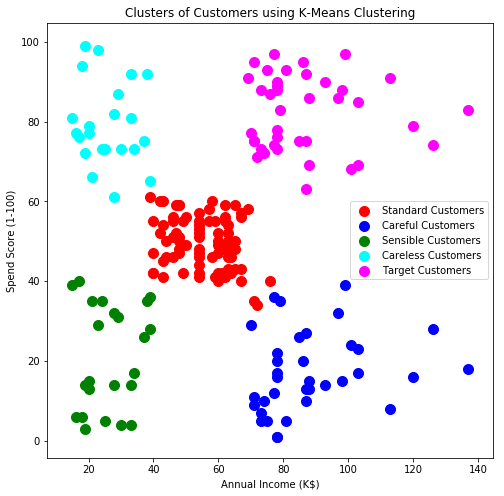 Clusters of Customers using K-Means Clustering
100
80
60
40
20
0
Spend Score (1-100)
Standard Customers
Careful Customers
Sensible Customers
Careless Customers
Target Customers
20 40 60 80 100 120 140
Annual Income (K$)